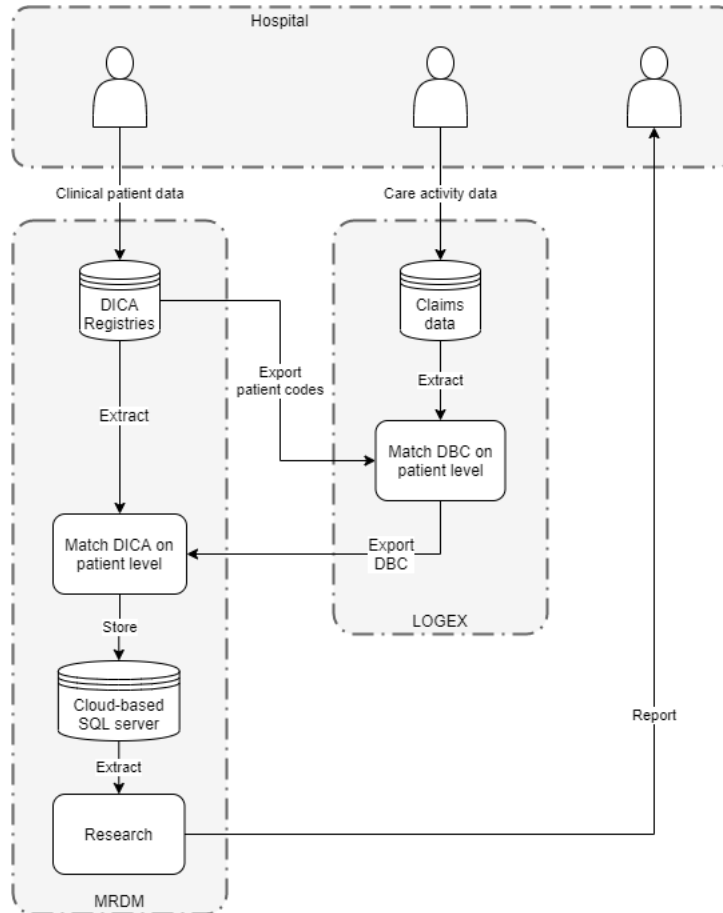 Hospital
Clinical patient data
Care activity data
DICA
Registries
Claims
data
Export
patient codes
Extract
Extract
Match DBC on
patient level
Match DICA on
patient level
Export
DBC
LOGEX
Store
Cloud-based
SQL server
Report
Extract
Research
MRDM